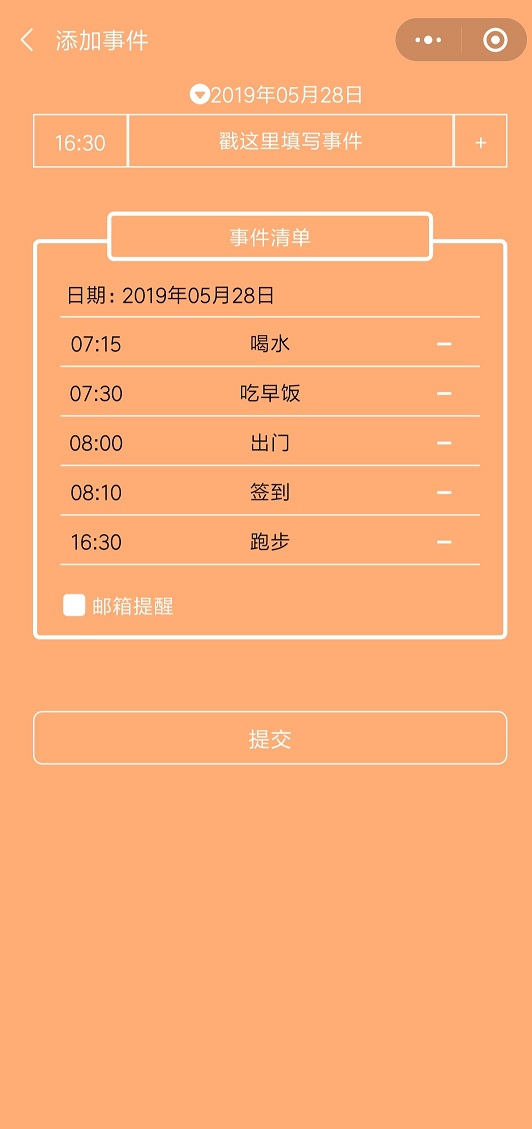 添加事件
2019年05月28日
16:30 戳这里填写事件 +
事件清单
日期: 2019年05月28日
07:15 喝水 −
07:30 吃早饭 −
08:00 出门 −
08:10 签到 −
16:30 跑步 −
邮箱提醒
提交